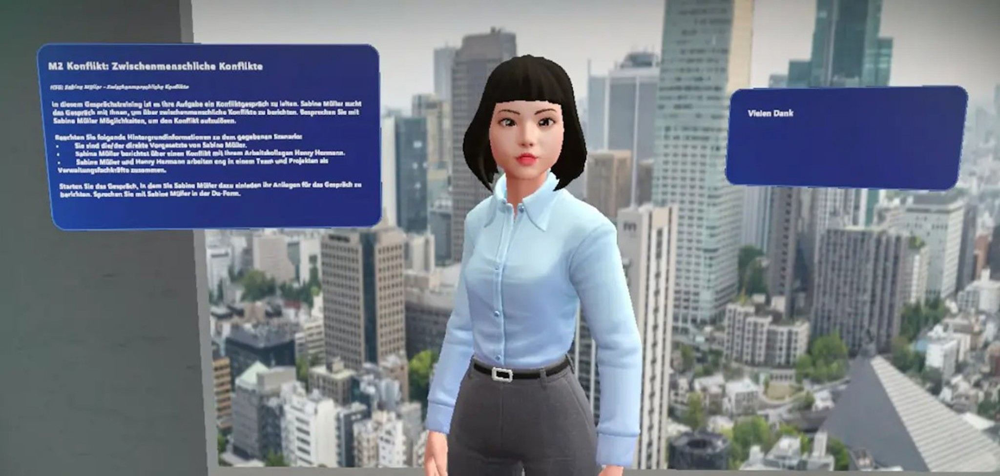 M2 Konflikt: Zwischenmenschliche Konflikte
Sabine Müller – Zwischenmenschliche Konflikte
In diesem Gesprächstraining ist es Ihre Aufgabe ein Konfliktgespräch zu leiten. Sabine Müller sucht
das Gespräch mit Ihnen, um über zwischenmenschliche Konflikte zu berichten. Besprechen Sie mit
Sabine Müller Möglichkeiten, um den Konflikt aufzulösen.
Beachten Sie folgende Hintergrundinformationen zu dem gegebenen Szenario:
• Sie sind die/der direkte Vorgesetzte von Sabine Müller.
• Sabine Müller berichtet über einen Konflikt mit Ihrem Arbeitskollegen Henry Hermann.
• Sabine Müller und Henry Hermann arbeiten eng in einem Team und Projekten als
Verwaltungsfachkräfte zusammen.
Starten Sie das Gespräch, in dem Sie Sabine Müller dazu einladen ihr Anliegen für das Gespräch zu
berichten. Sprechen Sie mit Sabine Müller in der Du-Form.
Vielen Dank